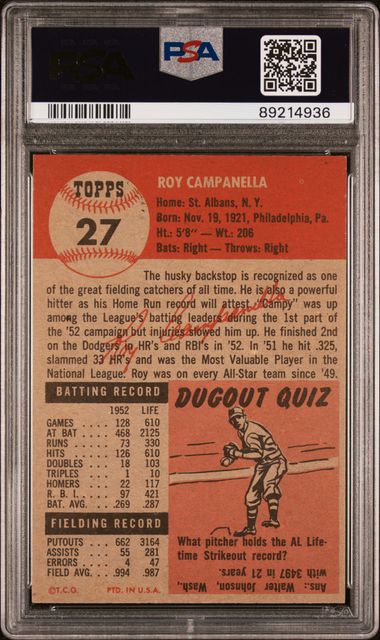 PSA
PSA
89214936
TOPPS
27
ROY CAMPANELLA
Home: St. Albans, N. Y.
Born: Nov. 19, 1921, Philadelphia, Pa.
Ht.: 5'8" — Wt.: 206
Bats: Right — Throws: Right
The husky backstop is recognized as
one of the great fielding catchers of all time. He is also a powerful
hitter as his Home Run record will attest. "Campy" was up
among the League's batting leaders during the 1st part of
the '52 campaign but injuries slowed him up. He finished 2nd
on the Dodgers in HR's and RBI's in '52. In '51 he hit .325,
slammed 33 HR's and was the Most Valuable Player in the
National League. Roy was on every All-Star team since '49.
Roy Campanella
BATTING RECORD
1952 LIFE
GAMES 128 610
AT BAT 468 2125
RUNS 73 330
HITS 126 610
DOUBLES 18 103
TRIPLES 1 10
HOMERS 22 117
R. B. I. 97 421
BAT. AVG. .269 .287
FIELDING RECORD
PUTOUTS 662 3164
ASSISTS 55 281
ERRORS 4 47
FIELD AVG. .994 .987
©T.C.G. PTD. IN U.S.A.
DUGOUT QUIZ
What pitcher holds the AL Life-
time Strikeout record?
Ans.: Walter Johnson, Wash.,
with 3497 in 21 years.